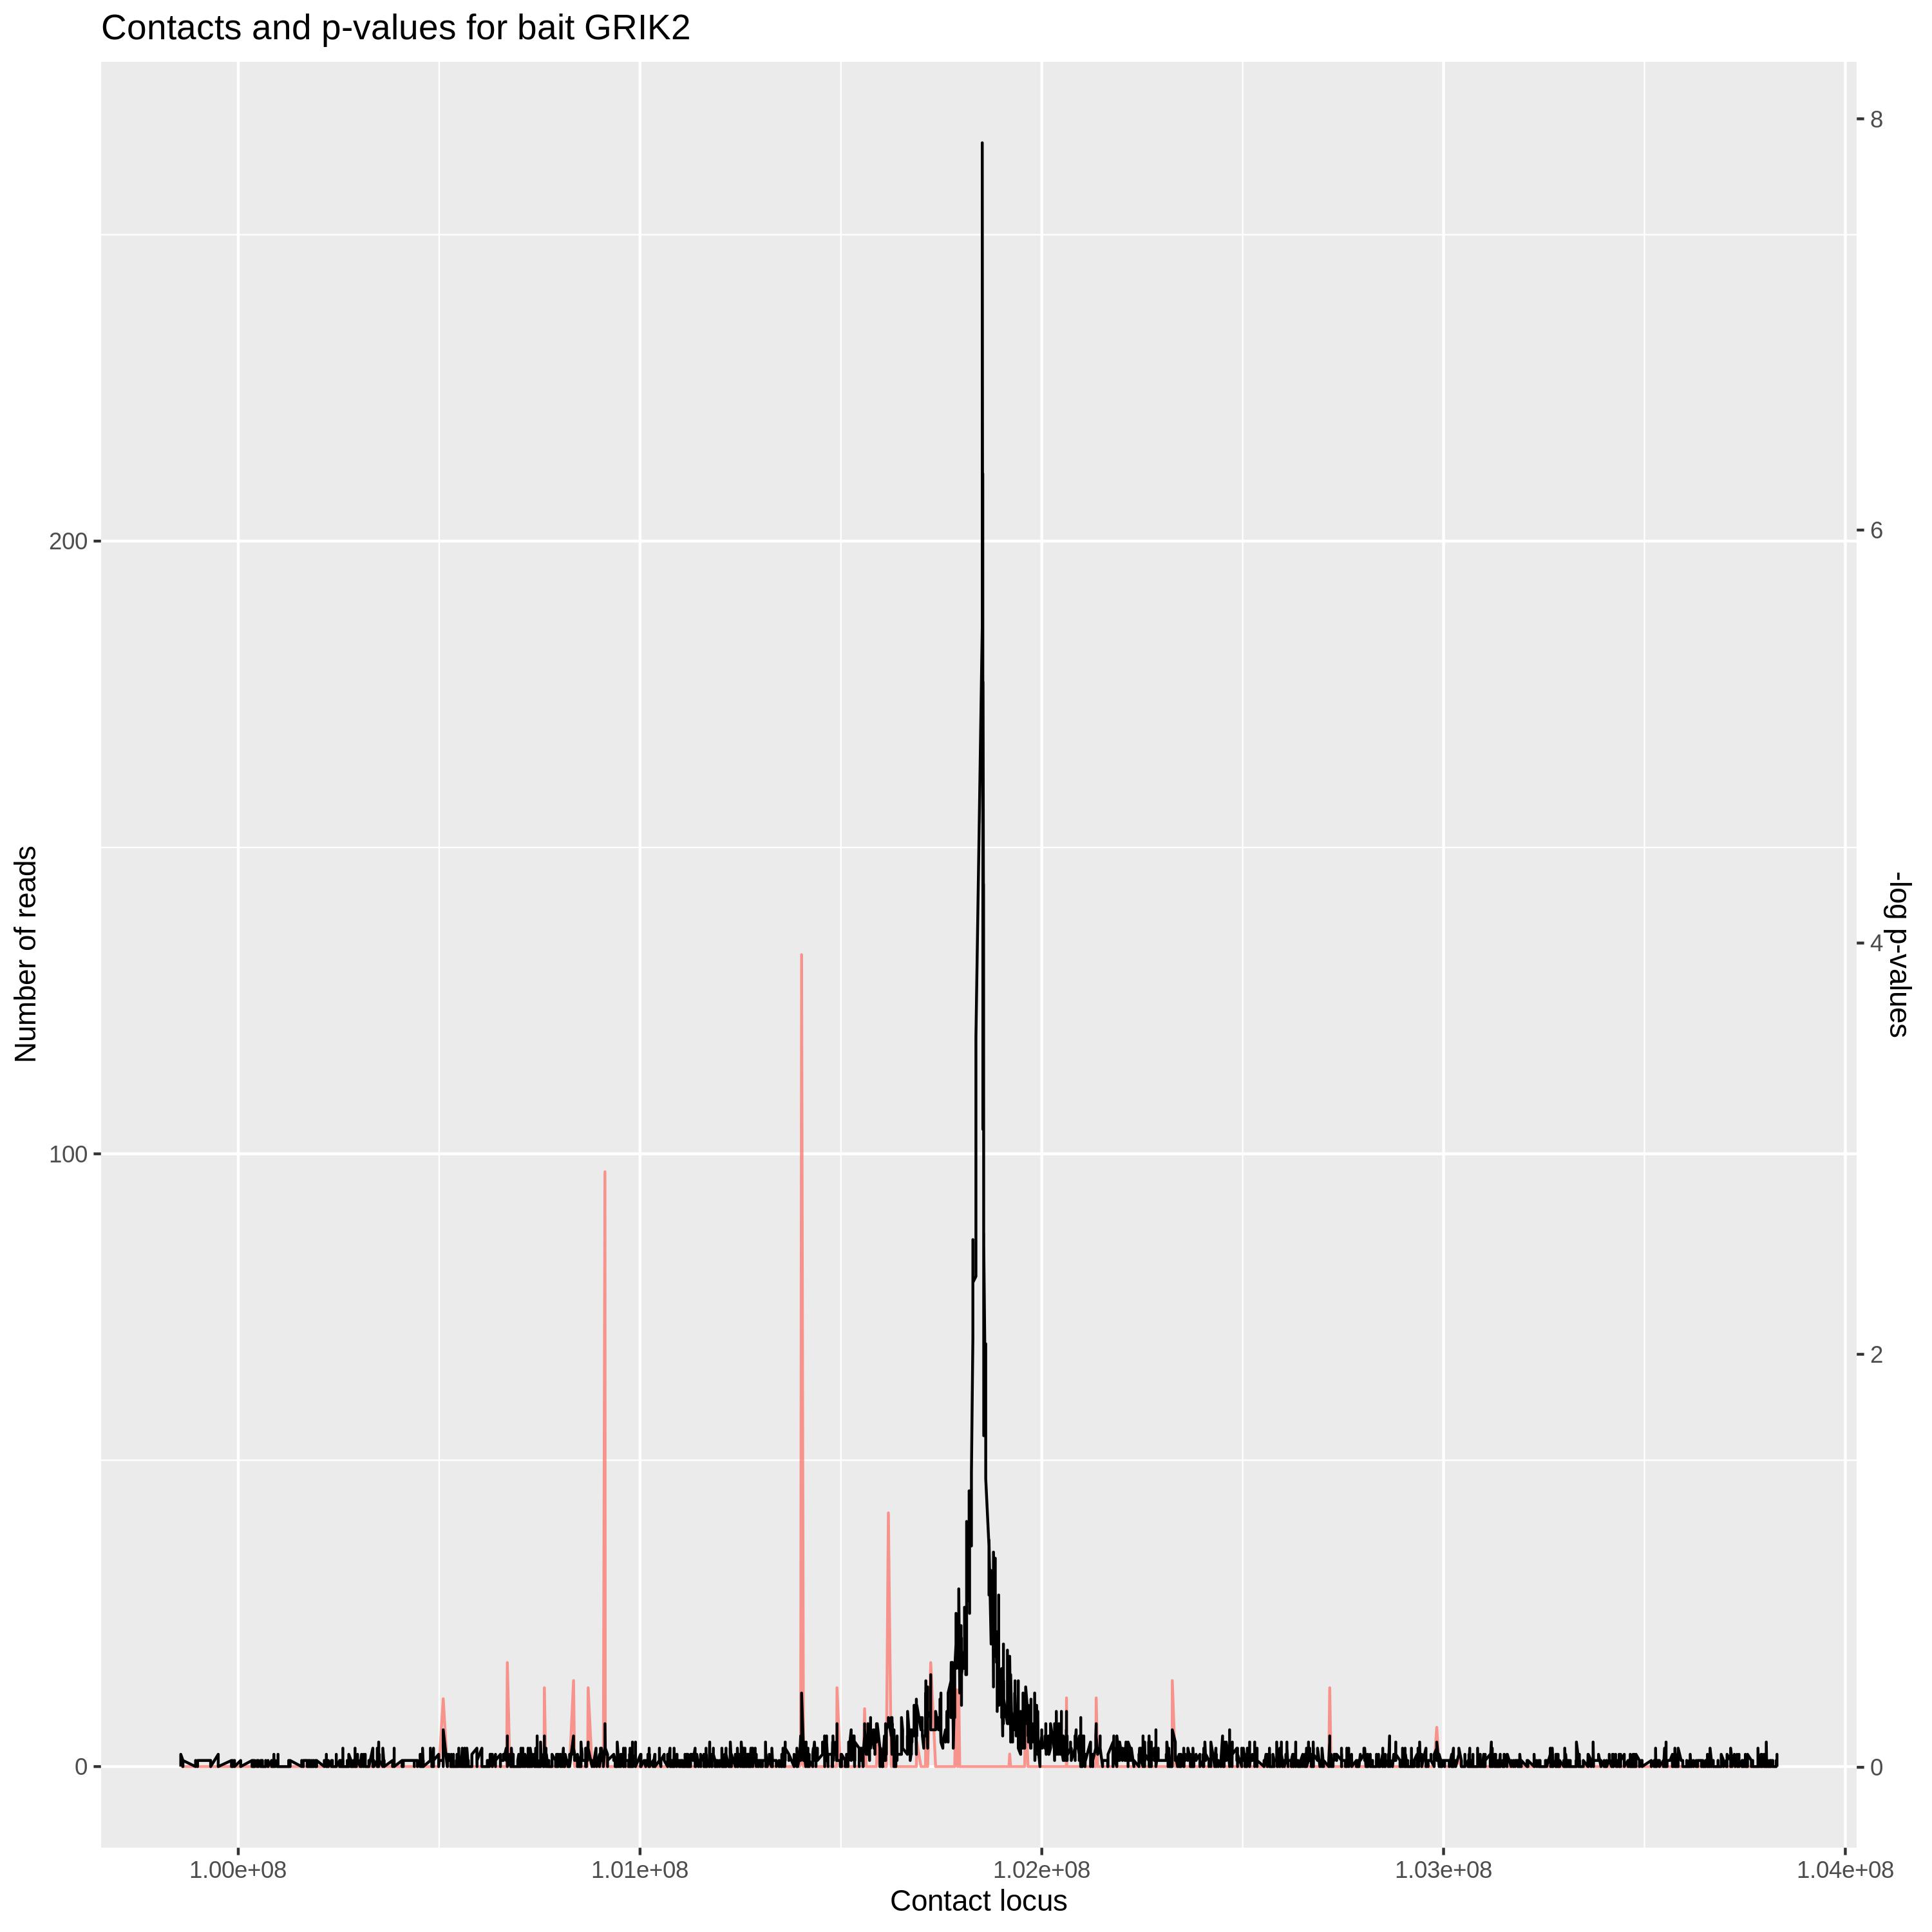 Contacts and p-values for bait GRIK2
Number of reads
200
100
0
8
6
4
2
0
-log p-values
1.00e+08
1.01e+08
1.02e+08
1.03e+08
1.04e+08
Contact locus